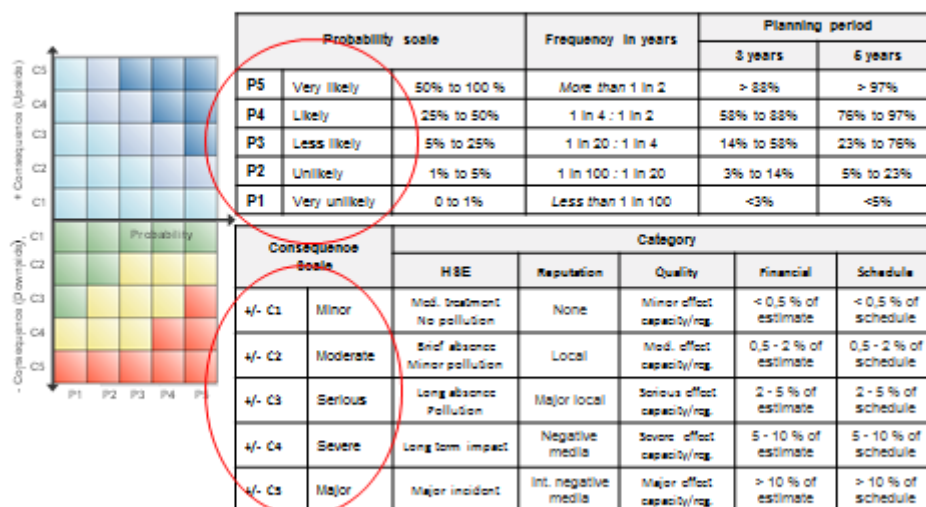 Probability scale
Frequency in years
Planning period
3 years
5 years
P5 Very likely 50% to 100 % More than 1 in 2 > 88% > 97%
P4 Likely 25% to 50% 1 in 4 : 1 in 2 58% to 88% 76% to 97%
P3 Less likely 5% to 25% 1 in 20 : 1 in 4 14% to 58% 23% to 76%
P2 Unlikely 1% to 5% 1 in 100 : 1 in 20 3% to 14% 5% to 23%
P1 Very unlikely 0 to 1% Less than 1 in 100 <3% <5%
+ Consequence (Upside)
C5
C4
C3
C2
C1
Probability
- Consequence (Downside)
C1
C2
C3
C4
C5
P1 P2 P3 P4 P5
Consequence
Scale
Category
HSE Reputation Quality Financial Schedule
+/- C1 Minor
Med. treatment
No pollution
None
Minor effect
capacity/reg.
< 0,5 % of
estimate
< 0,5 % of
schedule
+/- C2 Moderate
Brief absence
Minor pollution
Local
Mod. effect
capacity/reg.
0,5 - 2 % of
estimate
0,5 - 2 % of
schedule
+/- C3 Serious
Long absence
Pollution
Major local
Serious effect
capacity/reg.
2 - 5 % of
estimate
2 - 5 % of
schedule
+/- C4 Severe
Long term impact
Negative
media
Severe effect
capacity/reg.
5 - 10 % of
estimate
5 - 10 % of
schedule
+/- C5 Major
Major incident
Int. negative
media
Major effect
capacity/reg.
> 10 % of
estimate
> 10 % of
schedule